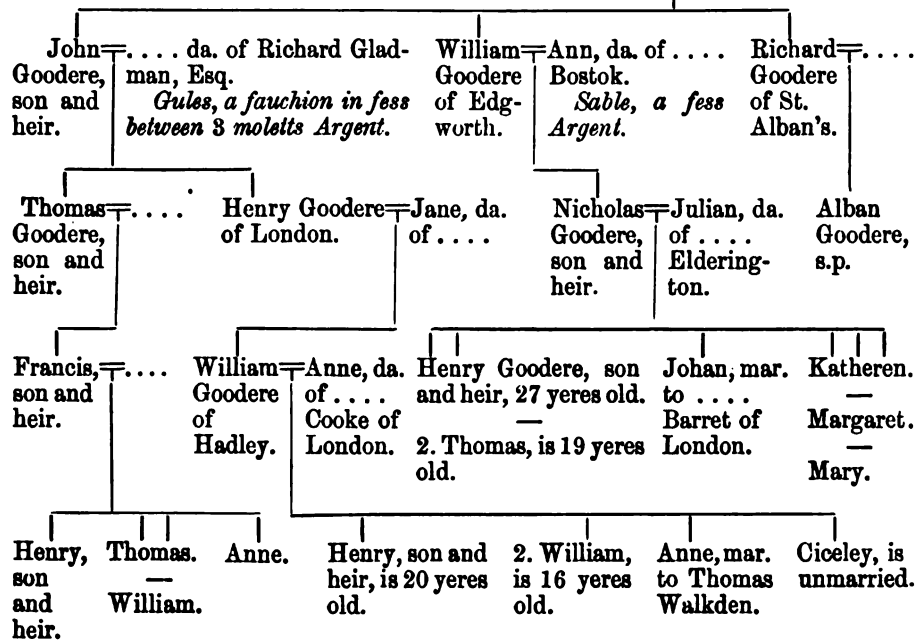 John = . . . . da. of Richard Glad-
Goodere, man, Esq.
son and Gules, a fauchion in fess
heir. between 3 moletts Argent.
William = Ann, da. of . . . .
Goodere Bostok.
of Edg- Sable, a fess
worth. Argent.
Richard = . . . .
Goodere
of St.
Alban's.
Thomas = . . . .
Goodere,
son and
heir.
Henry Goodere = Jane, da.
of London. of . . . .
Nicholas = Julian, da.
Goodere, of . . . .
son and Eldering-
heir. ton.
Alban
Goodere,
s.p.
Francis, = . . . .
son and
heir.
William = Anne, da.
Goodere of . . . .
of Cooke of
Hadley. London.
Henry Goodere, son
and heir, 27 yeres old.
—
2. Thomas, is 19 yeres
old.
Johan, mar.
to . . . .
Barret of
London.
Katheren.
—
Margaret.
—
Mary.
Henry,
son
and
heir.
Thomas.
—
William.
Anne.
Henry, son and
heir, is 20 yeres
old.
2. William,
is 16 yeres
old.
Anne, mar.
to Thomas
Walkden.
Ciceley, is
unmarried.